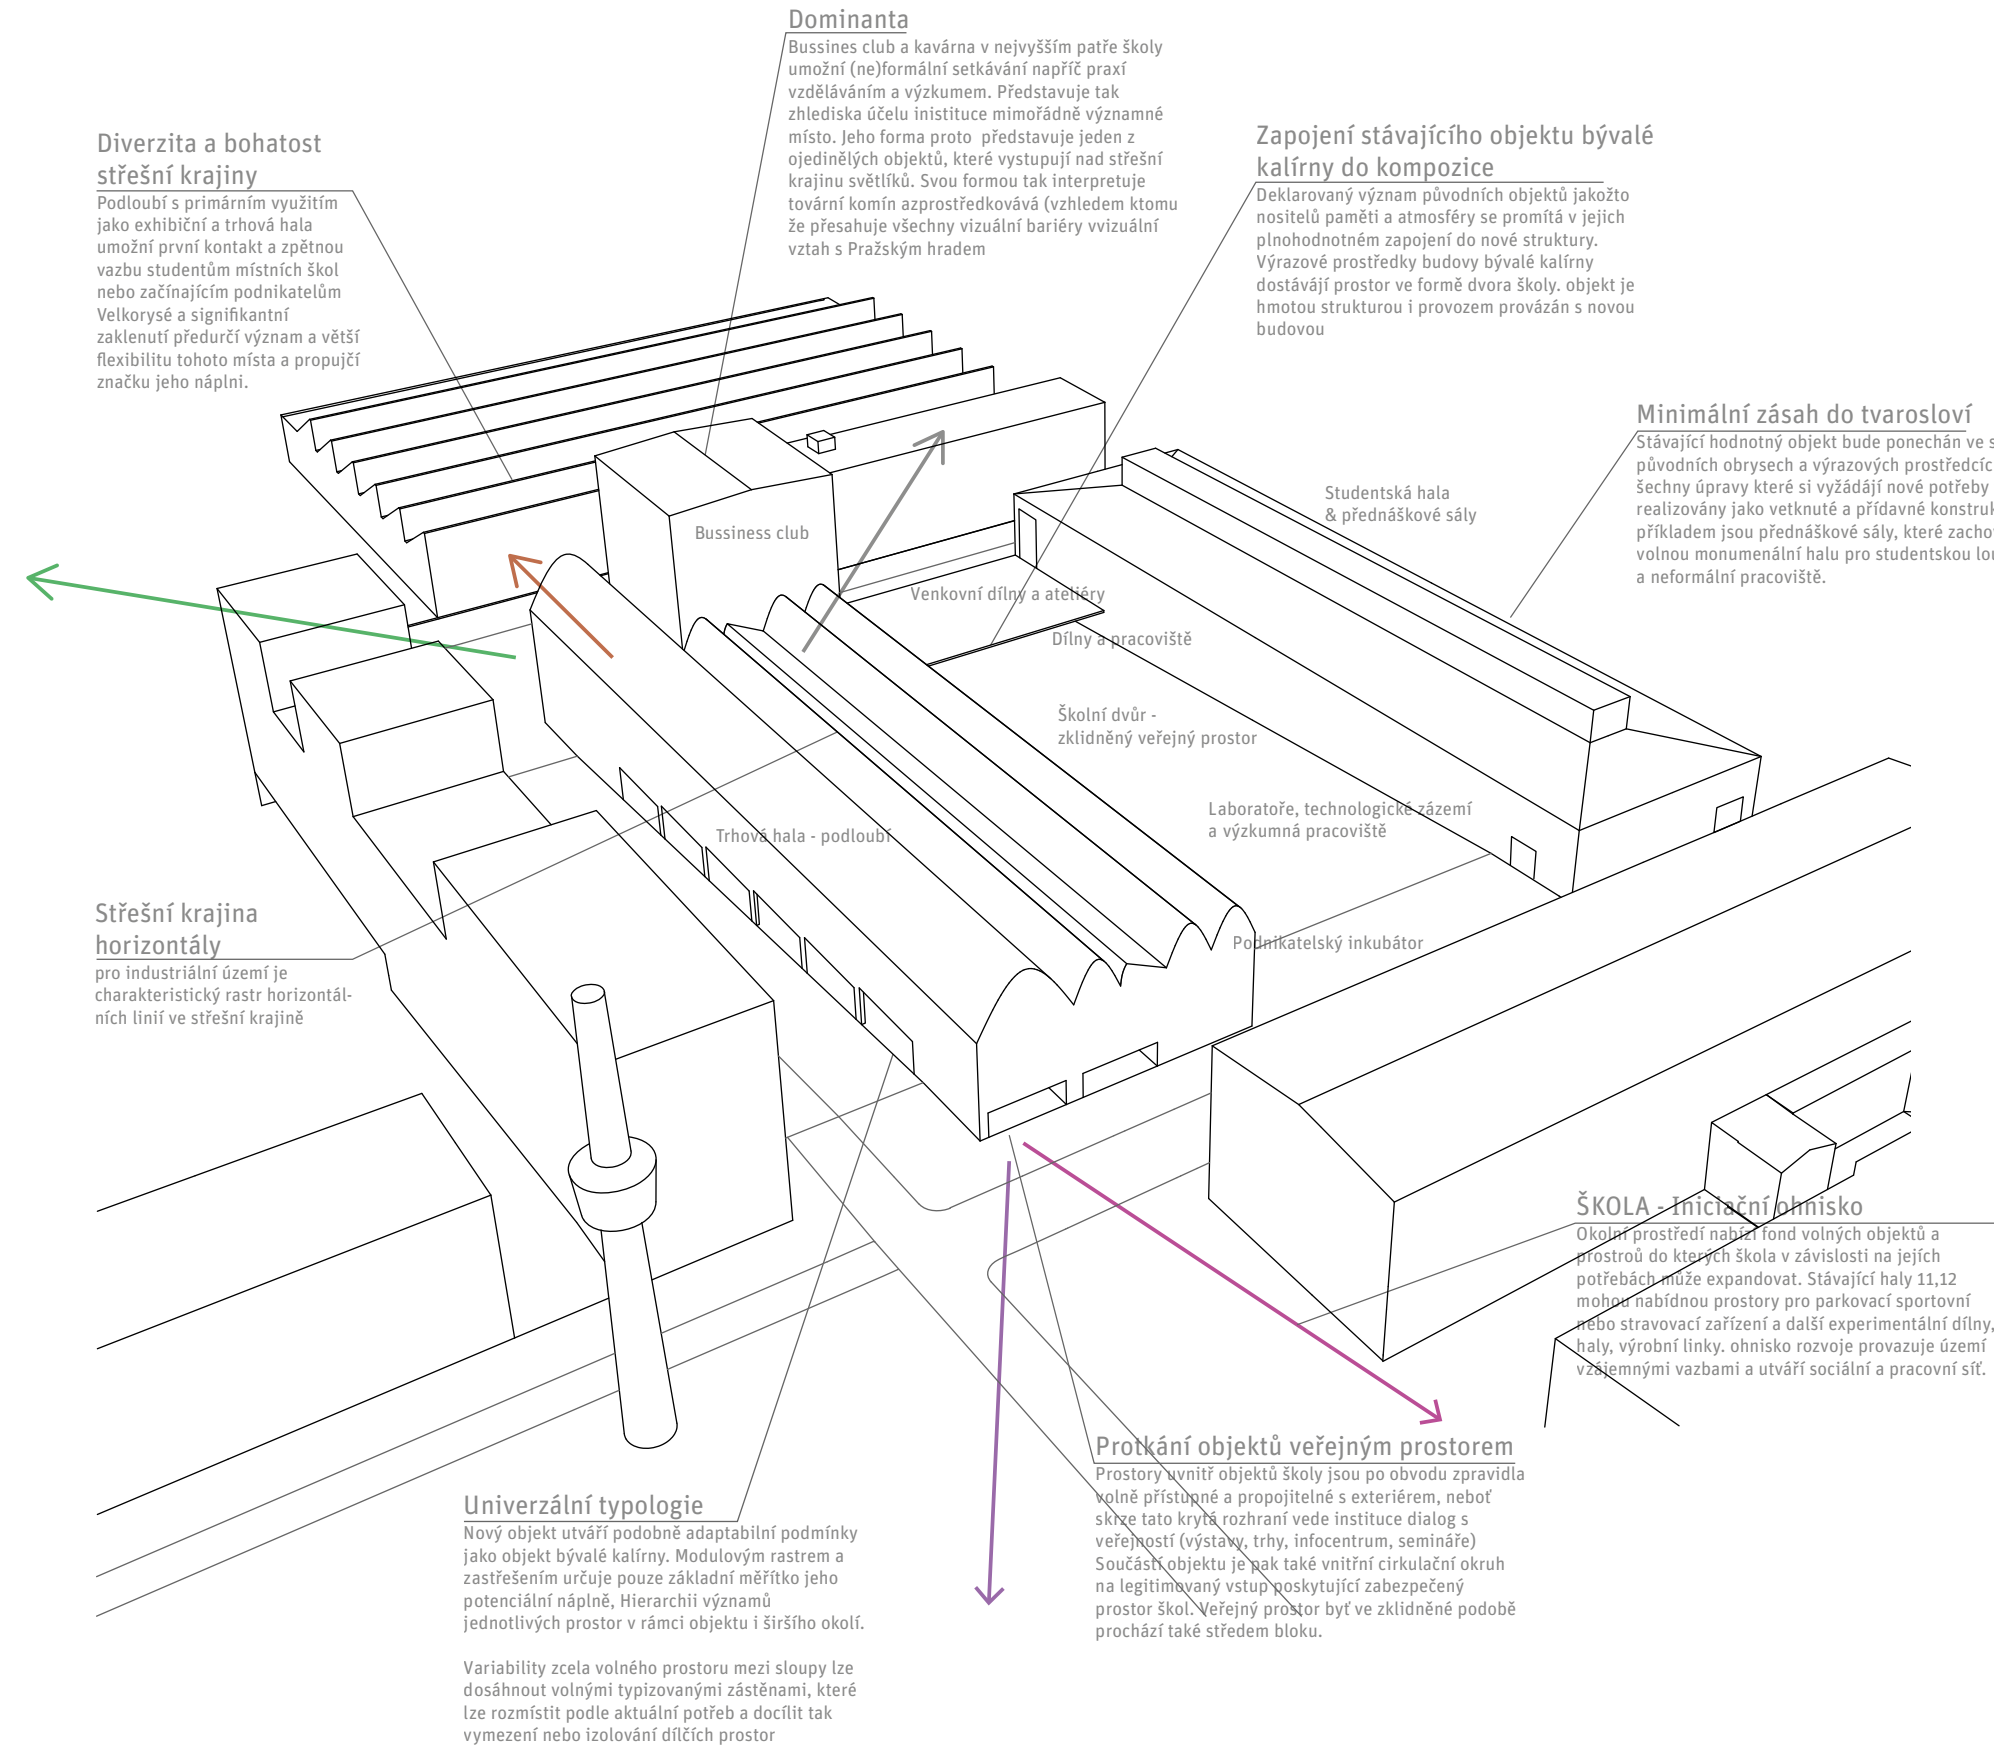 Dominanta
Bussines club a kavárna v nejvyšším patře školy
umožní (ne)formální setkávání napříč praxí
vzděláváním a výzkumem. Představuje tak
zhlediska účelu inistituce mimořádně významné
místo. Jeho forma proto představuje jeden z
ojedinělých objektů, které vystupují nad střešní
krajinu světlíků. Svou formou tak interpretuje
tovární komín azprostředkovává (vzhledem ktomu
že přesahuje všechny vizuální bariéry vvizuální
vztah s Pražským hradem
Diverzita a bohatost
střešní krajiny
Podloubí s primárním využitím
jako exhibiční a trhová hala
umožní první kontakt a zpětnou
vazbu studentům místních škol
nebo začínajícím podnikatelům
Velkorysé a signifikantní
zaklenutí předurčí význam a větší
flexibilitu tohoto místa a propujčí
značku jeho náplni.
Zapojení stávajícího objektu bývalé
kalírny do kompozice
Deklarovaný význam původních objektů jakožto
nositelů paměti a atmosféry se promítá v jejich
plnohodnotném zapojení do nové struktury.
Výrazové prostředky budovy bývalé kalírny
dostávájí prostor ve formě dvora školy. objekt je
hmotou strukturou i provozem provázán s novou
budovou
Minimální zásah do tvarosloví
Stávající hodnotný objekt bude ponechán ve s
původních obrysech a výrazových prostředcíc
šechny úpravy které si vyžádájí nové potřeby
realizovány jako vetknuté a přídavné konstruk
příkladem jsou přednáškové sály, které zacho
volnou monumenální halu pro studentskou lou
a neformální pracoviště.
Studentská hala
& přednáškové sály
Bussiness club
Venkovní dílny a ateliéry
Dílny a pracoviště
Školní dvůr -
zklidněný veřejný prostor
Laboratoře, technologické zázemí
a výzkumná pracoviště
Trhová hala - podloubí
Podnikatelský inkubátor
Střešní krajina
horizontály
pro industriální území je
charakteristický rastr horizontál-
ních linií ve střešní krajině
ŠKOLA - Iniciační ohnisko
Okolní prostředí nabízí fond volných objektů a
prostroů do kterých škola v závislosti na jejích
potřebách může expandovat. Stávající haly 11,12
mohou nabídnou prostory pro parkovací sportovní
nebo stravovací zařízení a další experimentální dílny,
haly, výrobní linky. ohnisko rozvoje provazuje území
vzájemnými vazbami a utváří sociální a pracovní síť.
Protkání objektů veřejným prostorem
Prostory uvnitř objektů školy jsou po obvodu zpravidla
volně přístupné a propojitelné s exteriérem, neboť
skrze tato krytá rozhraní vede instituce dialog s
veřejností (výstavy, trhy, infocentrum, semináře)
Součástí objektu je pak také vnitřní cirkulační okruh
na legitimovaný vstup poskytující zabezpečený
prostor škol. Veřejný prostor byť ve zklidněné podobě
prochází také středem bloku.
Univerzální typologie
Nový objekt utváří podobně adaptabilní podmínky
jako objekt bývalé kalírny. Modulovým rastrem a
zastřešením určuje pouze základní měřítko jeho
potenciální náplně, Hierarchii významů
jednotlivých prostor v rámci objektu i širšího okolí.
Variability zcela volného prostoru mezi sloupy lze
dosáhnout volnými typizovanými zástěnami, které
lze rozmístit podle aktuální potřeb a docílit tak
vymezení nebo izolování dílčích prostor